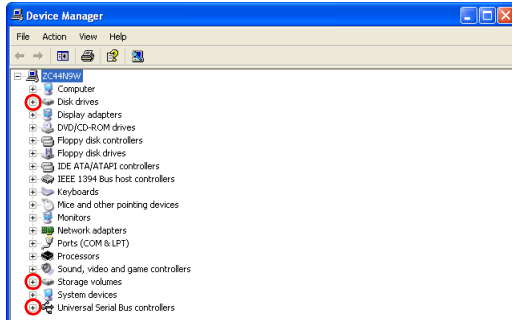 Device Manager
File Action View Help
ZC44N9W
Computer
Disk drives
Display adapters
DVD/CD-ROM drives
Floppy disk controllers
Floppy disk drives
IDE ATA/ATAPI controllers
IEEE 1394 Bus host controllers
Keyboards
Mice and other pointing devices
Monitors
Network adapters
Ports (COM & LPT)
Processors
Sound, video and game controllers
Storage volumes
System devices
Universal Serial Bus controllers